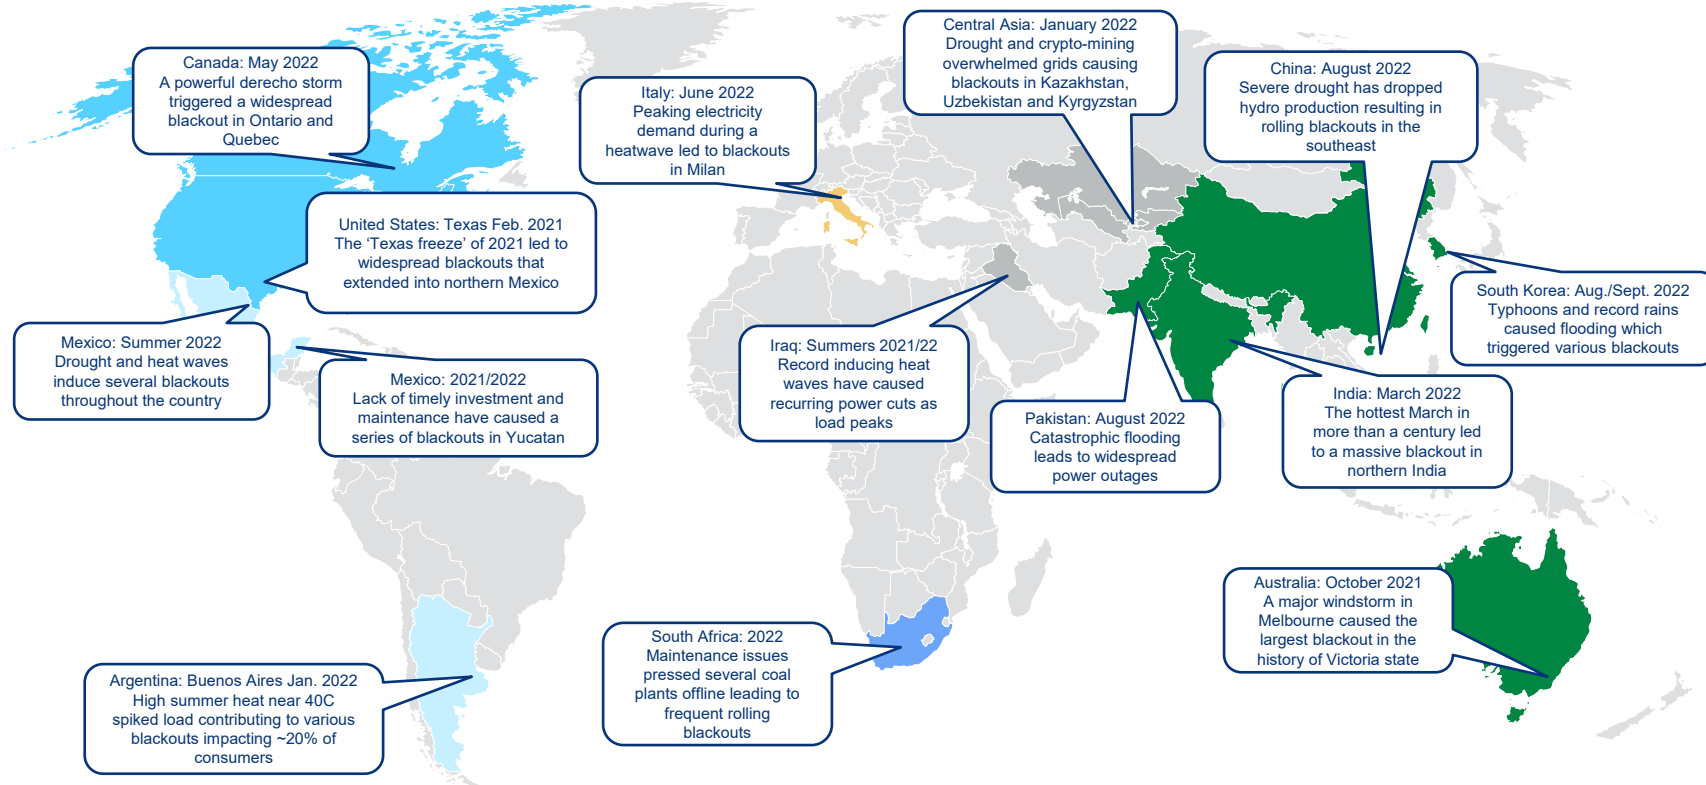 Canada: May 2022
A powerful derecho storm
triggered a widespread
blackout in Ontario and
Quebec
Italy: June 2022
Peaking electricity
demand during a
heatwave led to blackouts
in Milan
Central Asia: January 2022
Drought and crypto-mining
overwhelmed grids causing
blackouts in Kazakhstan,
Uzbekistan and Kyrgyzstan
China: August 2022
Severe drought has dropped
hydro production resulting in
rolling blackouts in the
southeast
United States: Texas Feb. 2021
The ‘Texas freeze’ of 2021 led to
widespread blackouts that
extended into northern Mexico
South Korea: Aug./Sept. 2022
Typhoons and record rains
caused flooding which
triggered various blackouts
Mexico: Summer 2022
Drought and heat waves
induce several blackouts
throughout the country
Mexico: 2021/2022
Lack of timely investment and
maintenance have caused a
series of blackouts in Yucatan
Iraq: Summers 2021/22
Record inducing heat
waves have caused
recurring power cuts as
load peaks
Pakistan: August 2022
Catastrophic flooding
leads to widespread
power outages
India: March 2022
The hottest March in
more than a century led
to a massive blackout in
northern India
Australia: October 2021
A major windstorm in
Melbourne caused the
largest blackout in the
history of Victoria state
South Africa: 2022
Maintenance issues
pressed several coal
plants offline leading to
frequent rolling
blackouts
Argentina: Buenos Aires Jan. 2022
High summer heat near 40C
spiked load contributing to various
blackouts impacting ~20% of
consumers